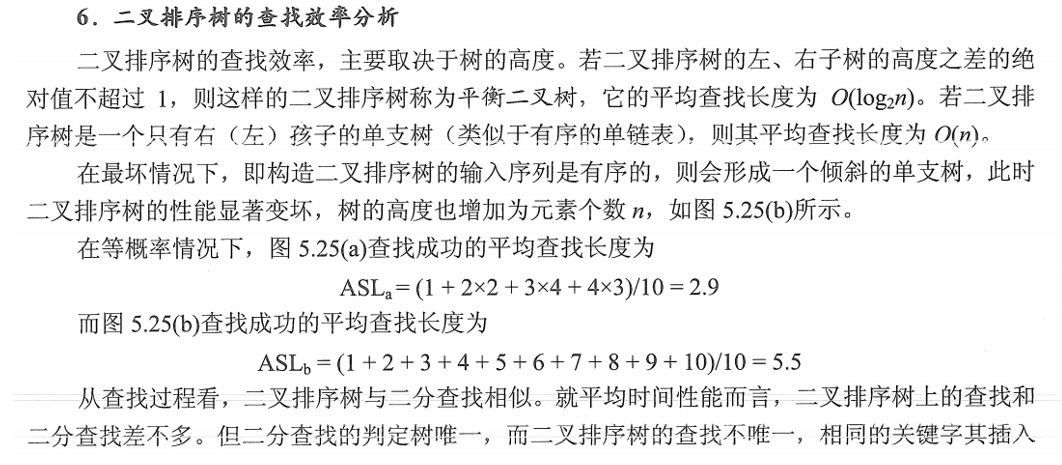 6．二叉排序树的查找效率分析
二叉排序树的查找效率，主要取决于树的高度。若二叉排序树的左、右子树的高度之差的绝
对值不超过 1，则这样的二叉排序树称为平衡二叉树，它的平均查找长度为 O(log₂n)。若二叉排
序树是一个只有右（左）孩子的单支树（类似于有序的单链表），则其平均查找长度为 O(n)。
在最坏情况下，即构造二叉排序树的输入序列是有序的，则会形成一个倾斜的单支树，此时
二叉排序树的性能显著变坏，树的高度也增加为元素个数 n，如图 5.25(b)所示。
在等概率情况下，图 5.25(a)查找成功的平均查找长度为
ASLₐ = (1 + 2×2 + 3×4 + 4×3)/10 = 2.9
而图 5.25(b)查找成功的平均查找长度为
ASL_b = (1 + 2 + 3 + 4 + 5 + 6 + 7 + 8 + 9 + 10)/10 = 5.5
从查找过程看，二叉排序树与二分查找相似。就平均时间性能而言，二叉排序树上的查找和
二分查找差不多。但二分查找的判定树唯一，而二叉排序树的查找不唯一，相同的关键字其插入